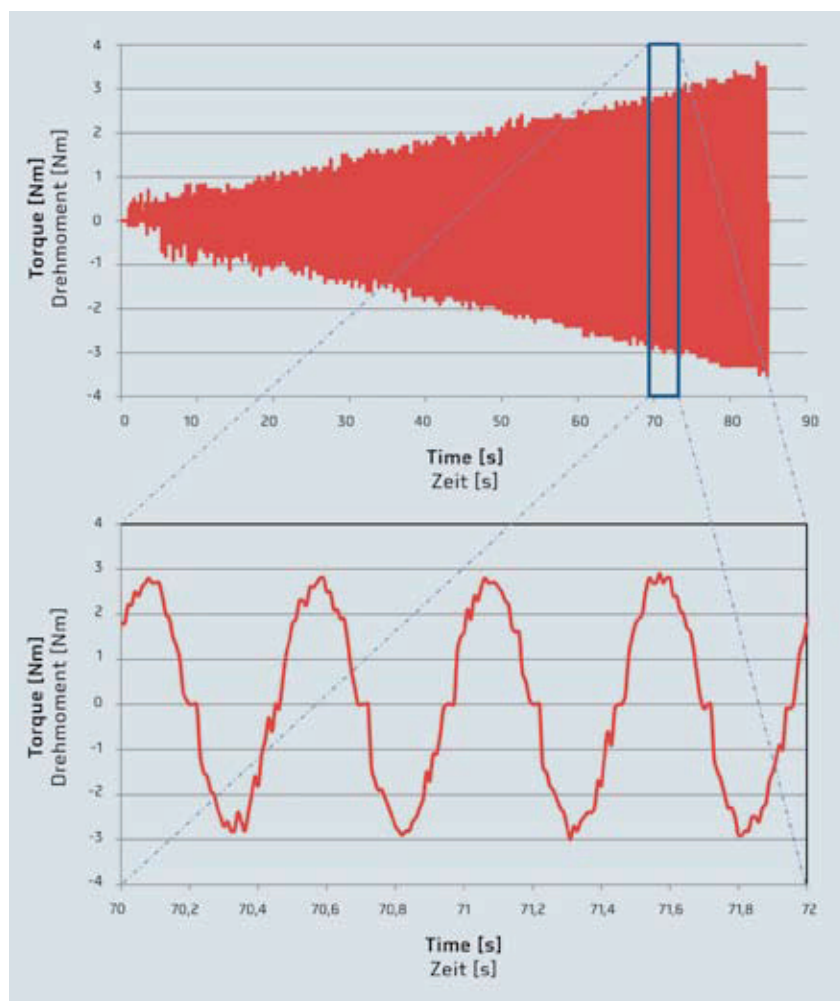 4
3
2
1
0
-1
-2
-3
-4
Torque [Nm]
Drehmoment [Nm]
0 10 20 30 40 50 60 70 80 90
Time [s]
Zeit [s]
4
3
2
1
0
-1
-2
-3
-4
Torque [Nm]
Drehmoment [Nm]
70 70,2 70,4 70,6 70,8 71 71,2 71,4 71,6 71,8 72
Time [s]
Zeit [s]